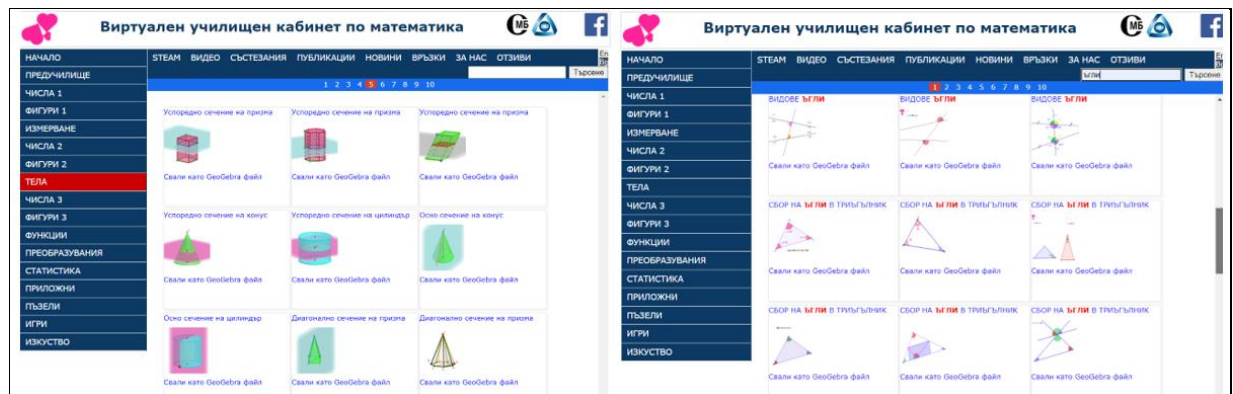 Виртуален училищен кабинет по математика
СМБ
НАЧАЛО
ПРЕДУЧИЛИЩЕ
ЧИСЛА 1
ФИГУРИ 1
ИЗМЕРВАНЕ
ЧИСЛА 2
ФИГУРИ 2
ТЕЛА
ЧИСЛА 3
ФИГУРИ 3
ФУНКЦИИ
ПРЕОБРАЗУВАНИЯ
СТАТИСТИКА
ПРИЛОЖНИ
ПЪЗЕЛИ
ИГРИ
ИЗКУСТВО
STEAM ВИДЕО СЪСТЕЗАНИЯ ПУБЛИКАЦИИ НОВИНИ ВРЪЗКИ ЗА НАС ОТЗИВИ
Търсене
1 2 3 4 5 6 7 8 9 10
Успоредно сечение на призма Успоредно сечение на призма Успоредно сечение на призма
Свали като GeoGebra файл Свали като GeoGebra файл Свали като GeoGebra файл
Успоредно сечение на конус Успоредно сечение на цилиндър Осно сечение на конус
Свали като GeoGebra файл Свали като GeoGebra файл Свали като GeoGebra файл
Осно сечение на цилиндър Диагонално сечение на призма Диагонално сечение на призма
Свали като GeoGebra файл Свали като GeoGebra файл Свали като GeoGebra файл
Виртуален училищен кабинет по математика
СМБ
НАЧАЛО
ПРЕДУЧИЛИЩЕ
ЧИСЛА 1
ФИГУРИ 1
ИЗМЕРВАНЕ
ЧИСЛА 2
ФИГУРИ 2
ТЕЛА
ЧИСЛА 3
ФИГУРИ 3
ФУНКЦИИ
ПРЕОБРАЗУВАНИЯ
СТАТИСТИКА
ПРИЛОЖНИ
ПЪЗЕЛИ
ИГРИ
ИЗКУСТВО
STEAM ВИДЕО СЪСТЕЗАНИЯ ПУБЛИКАЦИИ НОВИНИ ВРЪЗКИ ЗА НАС ОТЗИВИ
ъгли Търсене
1 2 3 4 5 6 7 8 9 10
ВИДОВЕ ЪГЛИ ВИДОВЕ ЪГЛИ ВИДОВЕ ЪГЛИ
Свали като GeoGebra файл Свали като GeoGebra файл Свали като GeoGebra файл
СБОР НА ЪГЛИ В ТРИЪГЪЛНИК СБОР НА ЪГЛИ В ТРИЪГЪЛНИК СБОР НА ЪГЛИ В ТРИЪГЪЛНИК
Свали като GeoGebra файл Свали като GeoGebra файл Свали като GeoGebra файл
СБОР НА ЪГЛИ В ТРИЪГЪЛНИК СБОР НА ЪГЛИ В ТРИЪГЪЛНИК СБОР НА ЪГЛИ В ТРИЪГЪЛНИК
Свали като GeoGebra файл Свали като GeoGebra файл Свали като GeoGebra файл